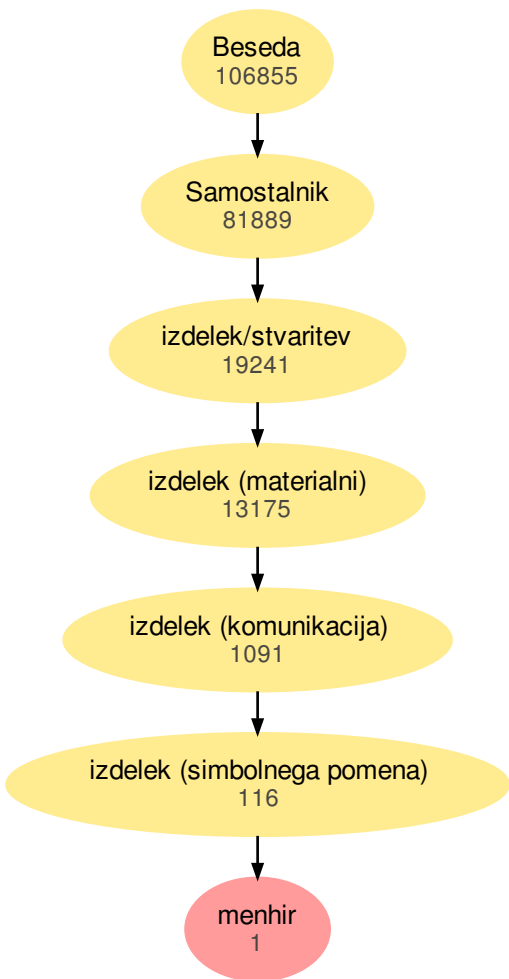 Beseda
106855
Samostalnik
81889
izdelek/stvaritev
19241
izdelek (materialni)
13175
izdelek (komunikacija)
1091
izdelek (simbolnega pomena)
116
menhir
1